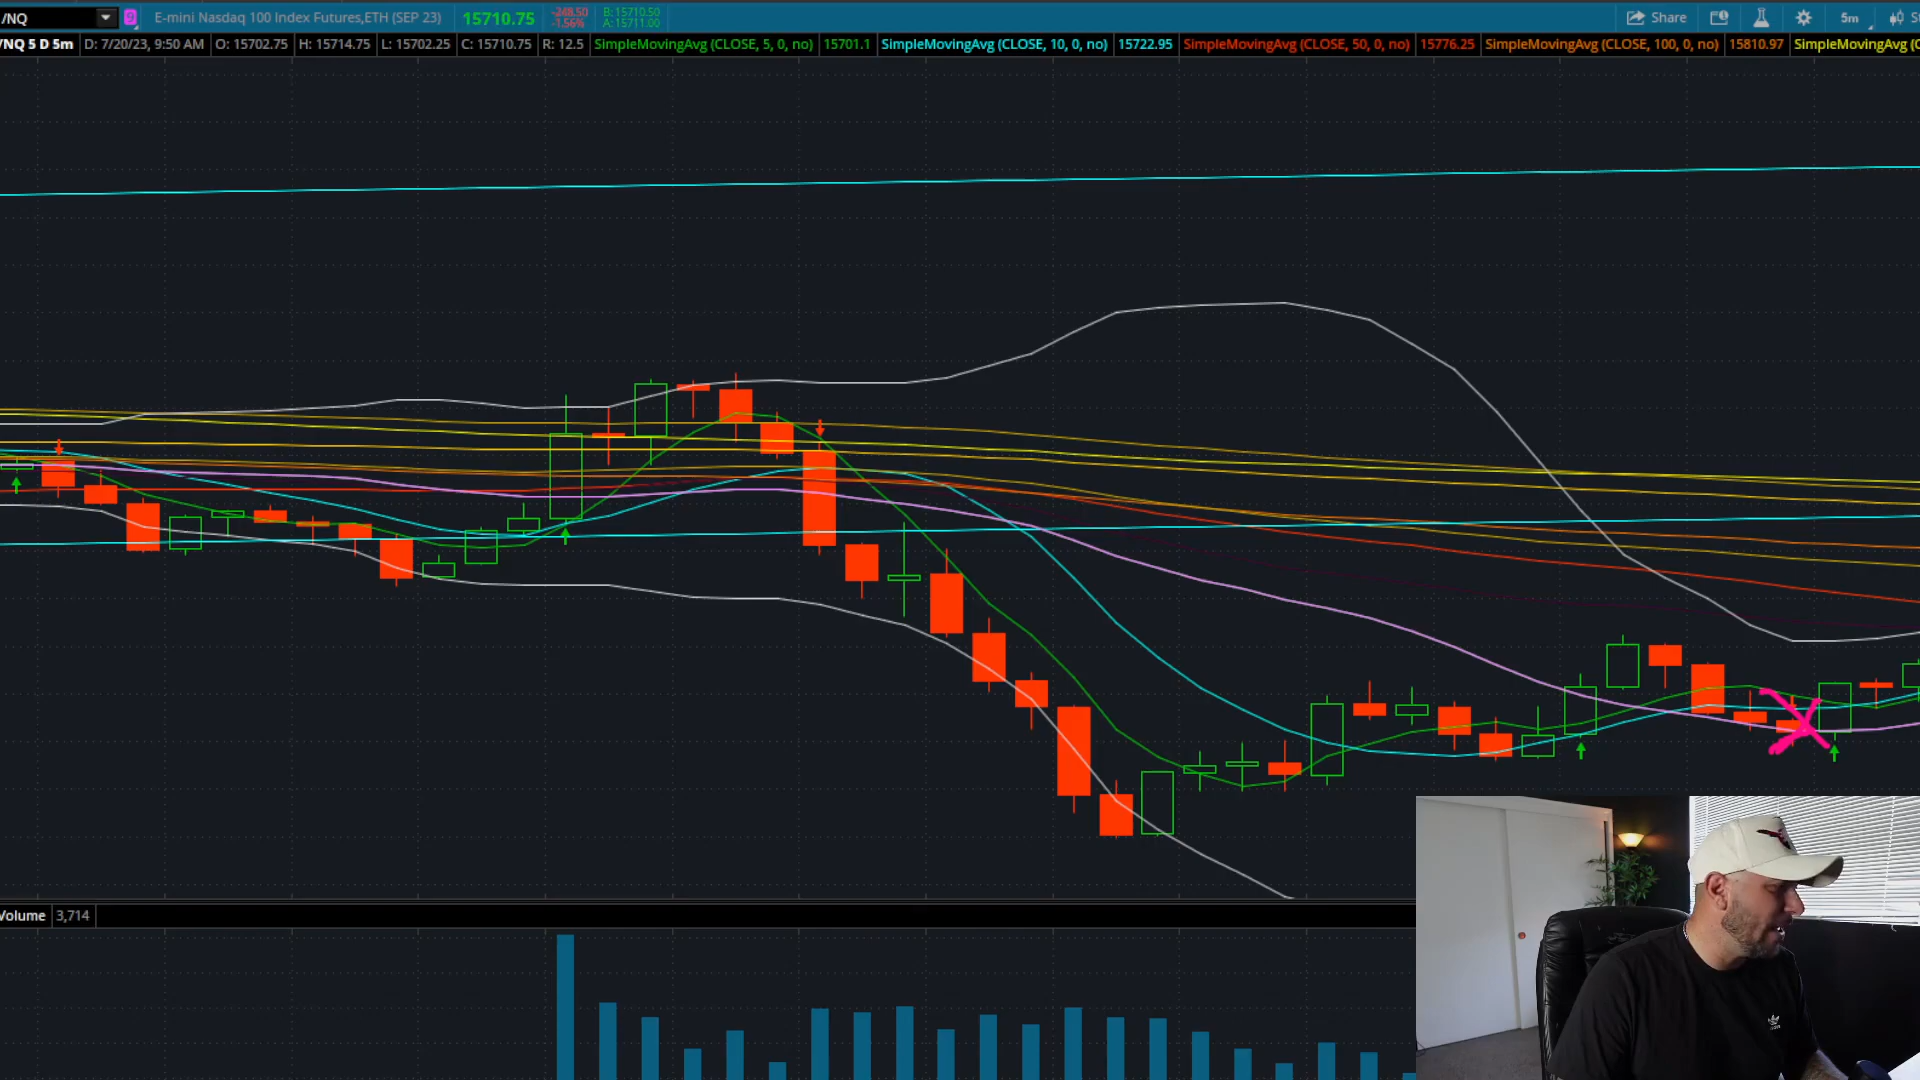 /NQ 9 E-mini Nasdaq 100 Index Futures,ETH (SEP 23) 15710.75 -248.50 -1.56% B: 15710.50 A: 15711.00 Share 5m
/NQ 5 D 5m D: 7/20/23, 9:50 AM O: 15702.75 H: 15714.75 L: 15702.25 C: 15710.75 R: 12.5 SimpleMovingAvg (CLOSE, 5, 0, no) 15701.1 SimpleMovingAvg (CLOSE, 10, 0, no) 15722.95 SimpleMovingAvg (CLOSE, 50, 0, no) 15776.25 SimpleMovingAvg (CLOSE, 100, 0, no) 15810.97 SimpleMovingAvg (
Volume 3,714